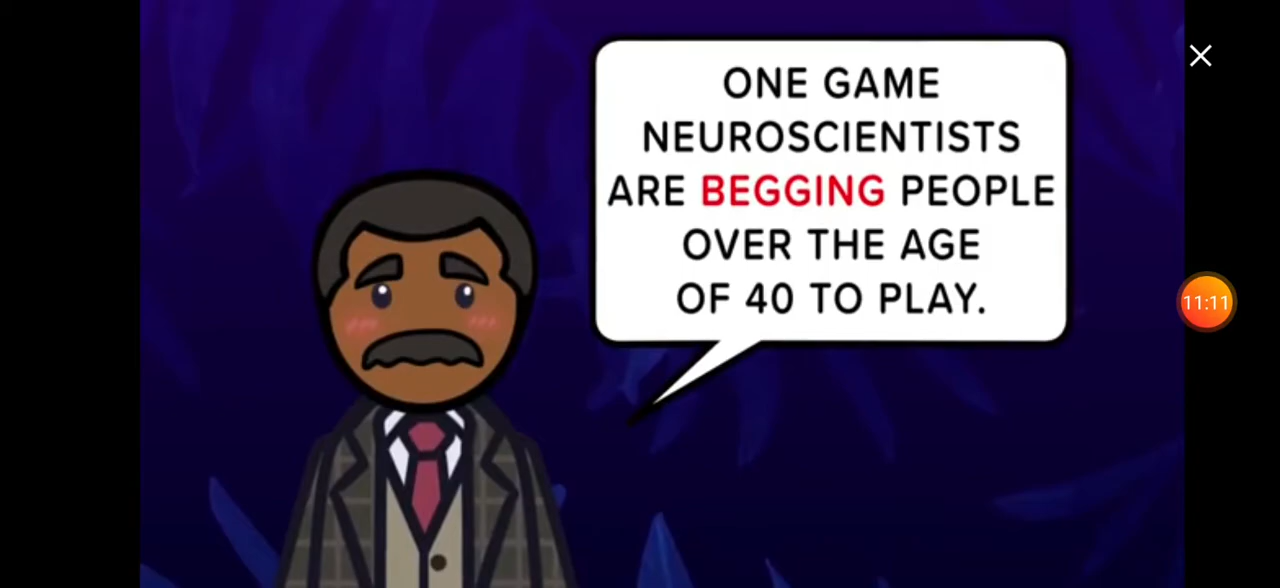 ONE GAME
NEUROSCIENTISTS
ARE BEGGING PEOPLE
OVER THE AGE
OF 40 TO PLAY.
11:11